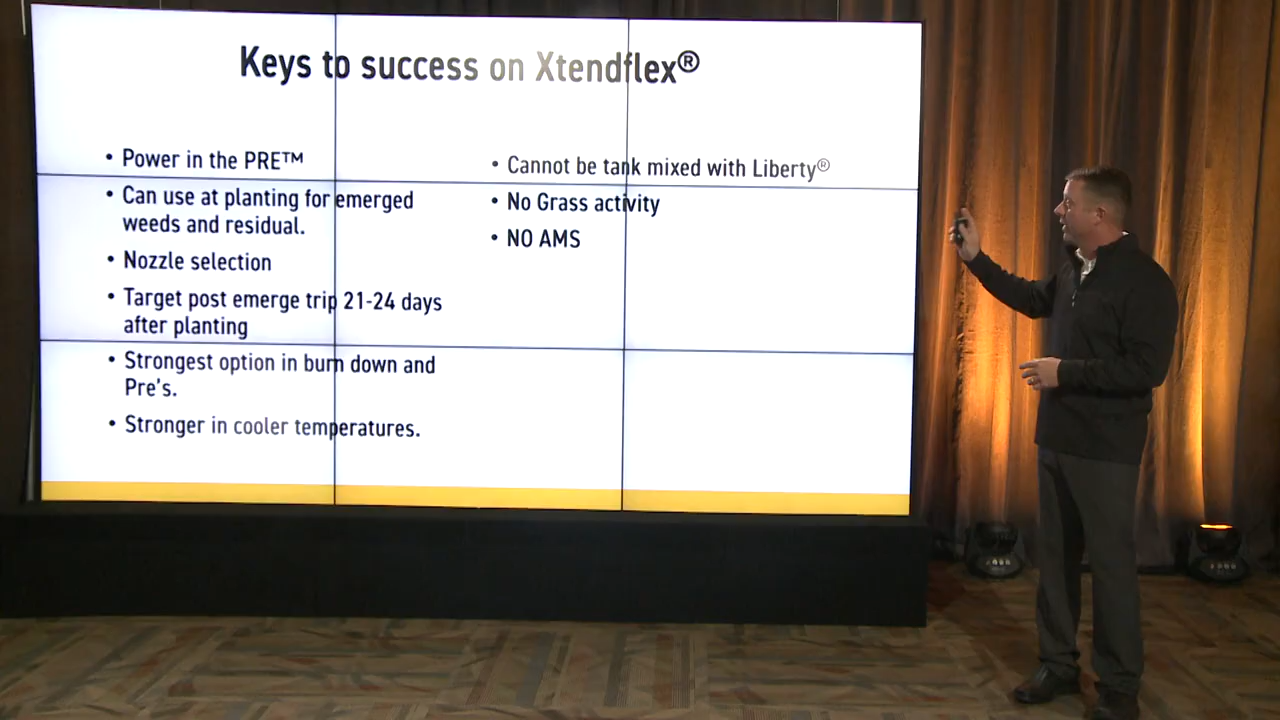 Keys to success on Xtendflex®
• Power in the PRE™
• Can use at planting for emerged
weeds and residual.
• Nozzle selection
• Target post emerge trip 21-24 days
after planting
• Strongest option in burn down and
Pre's.
• Stronger in cooler temperatures.
• Cannot be tank mixed with Liberty®
• No Grass activity
• NO AMS